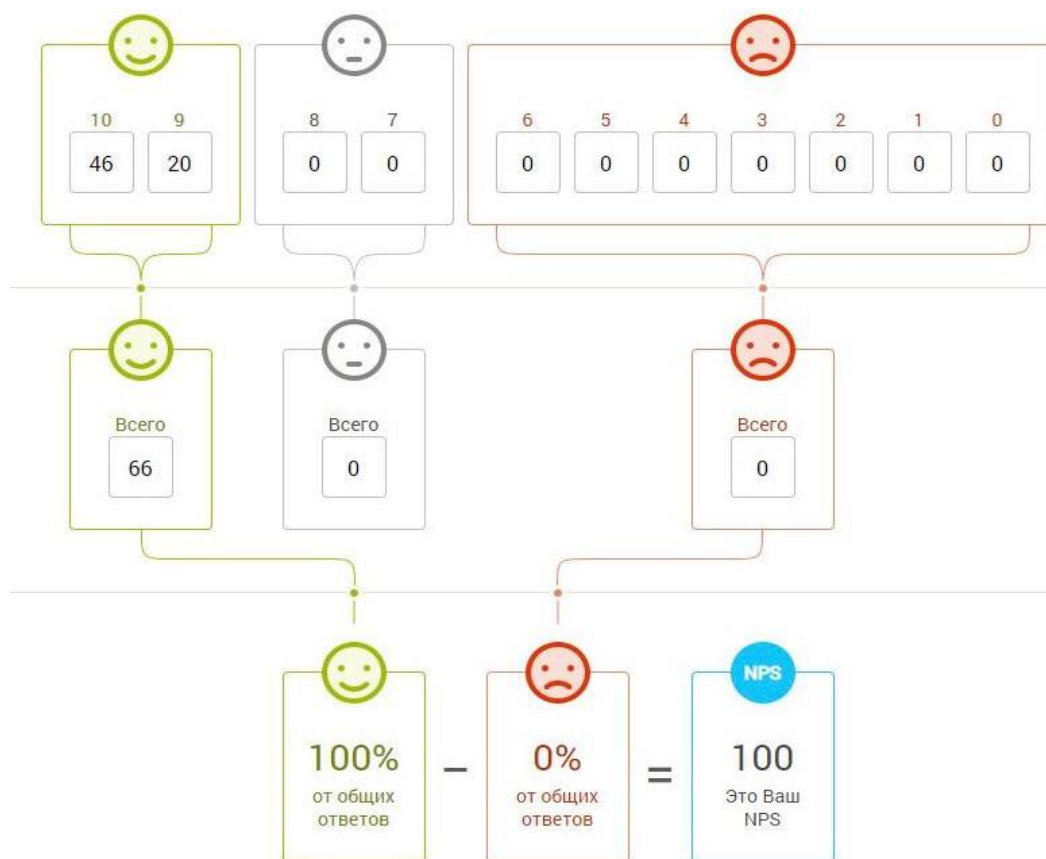 10 9 8 7 6 5 4 3 2 1 0
46 20 0 0 0 0 0 0 0 0 0
Всего Всего Всего
66 0 0
NPS
100% – 0% = 100
от общих от общих Это Ваш
ответов ответов NPS